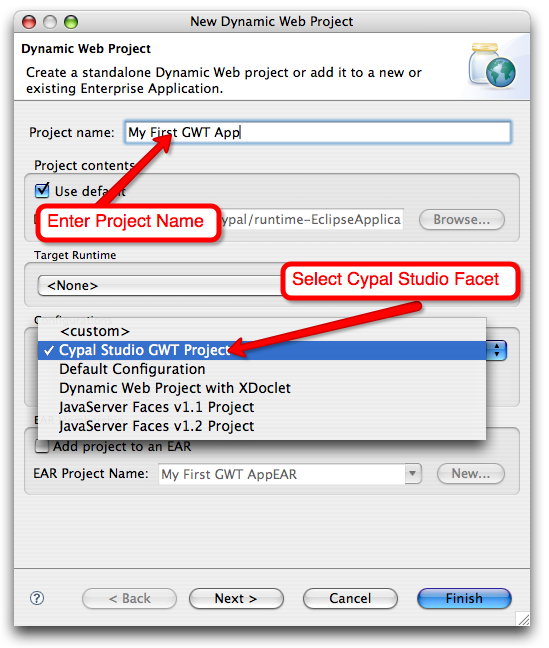 New Dynamic Web Project
Dynamic Web Project
Create a standalone Dynamic Web project or add it to a new or
existing Enterprise Application.
Project name: My First GWT App
Project contents
Use default
Enter Project Name
ypal/runtime-EclipseApplica Browse...
Target Runtime
<None>
Select Cypal Studio Facet
<custom>
✓ Cypal Studio GWT Project
Default Configuration
Dynamic Web Project with XDoclet
JavaServer Faces v1.1 Project
JavaServer Faces v1.2 Project
Add project to an EAR
EAR Project Name: My First GWT AppEAR New...
? < Back Next > Cancel Finish